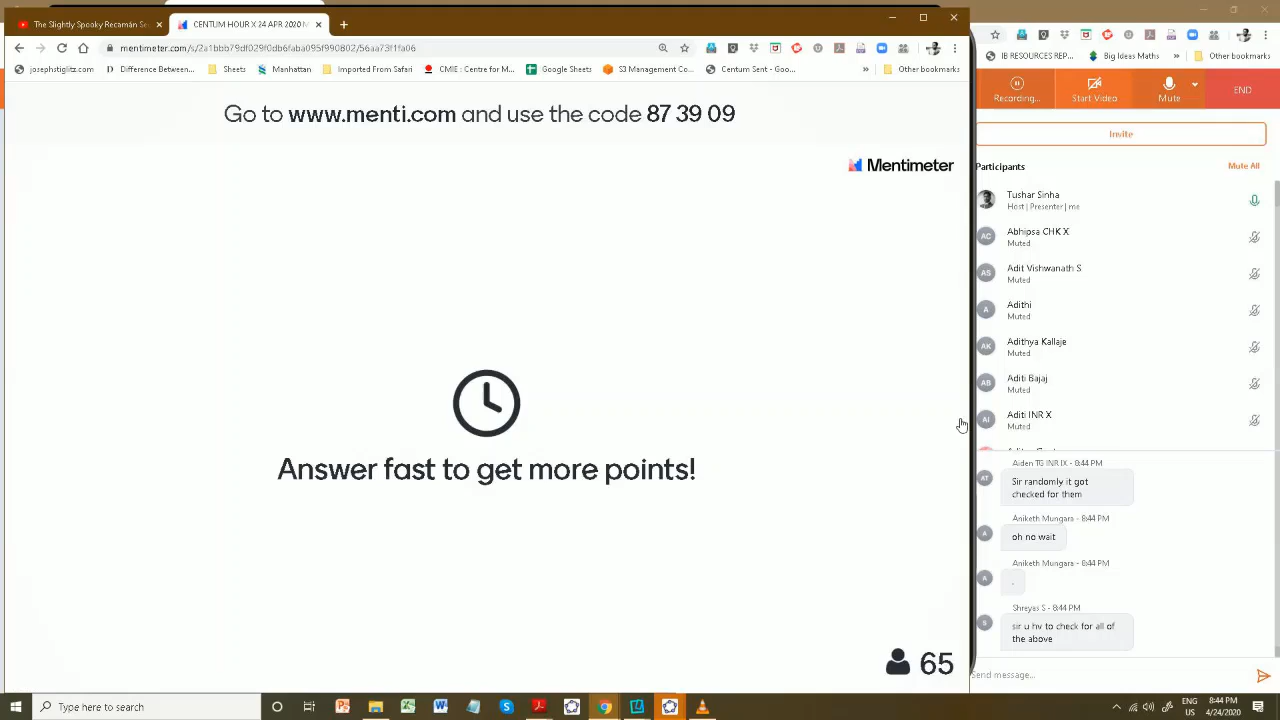 The Slightly Spooky Recamán Se
CENTUM HOUR X 24 APR 2020 M
josephstiglitz.com
Difference Between...
Sheets
Manhattan
Imported From Safari
CMIE : Centre for M...
Google Sheets
S3 Management Co...
Centum Sent - Goo...
Other bookmarks
IB RESOURCES REP...
Big Ideas Maths
Other bookmarks
Go to www.menti.com and use the code 87 39 09
Mentimeter
Answer fast to get more points!
65
Recording...
Start Video
Mute
END
Invite
Participants
Mute All
Tushar Sinha
Host | Presenter | me
AC
Abhipsa CHK X
Muted
AS
Adit Vishwanath S
Muted
A
Adithi
Muted
AK
Adithya Kallaje
Muted
AB
Aditi Bajaj
Muted
AI
Aditi INR X
Muted
Aiden TG INR IX - 8:44 PM
AT
Sir randomly it got
checked for them
Aniketh Mungara - 8:44 PM
A
oh no wait
Aniketh Mungara - 8:44 PM
A
.
Shreyas S - 8:44 PM
S
sir u hv to check for all of
the above
Send message...
Type here to search
ENG
US
8:44 PM
4/24/2020